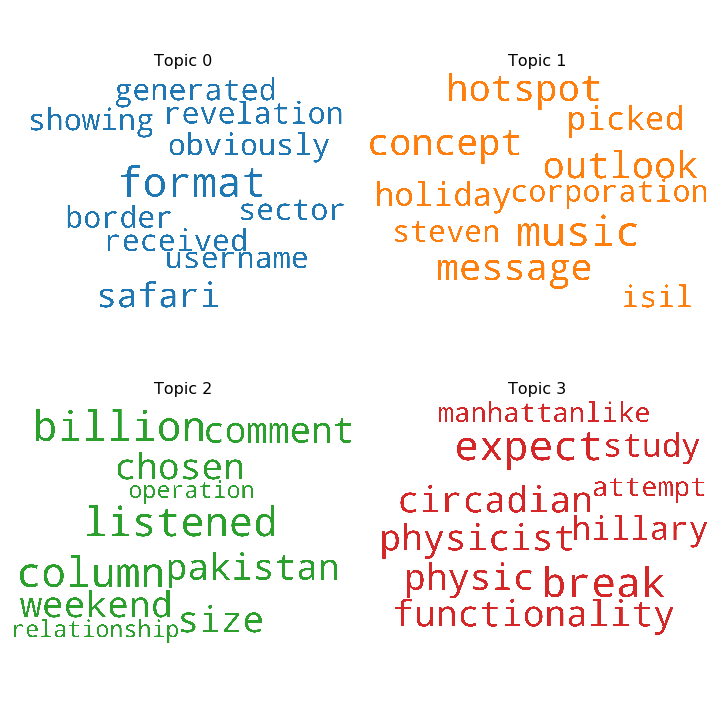 Topic 0
generated
showing revelation
obviously
format
border sector
received
username
safari
Topic 1
hotspot
picked
concept
outlook
holiday corporation
steven music
message
isil
Topic 2
billion comment
chosen
operation
listened
column pakistan
weekend
relationship size
Topic 3
manhattanlike
expect study
circadian attempt
physicist hillary
physic break
functionality